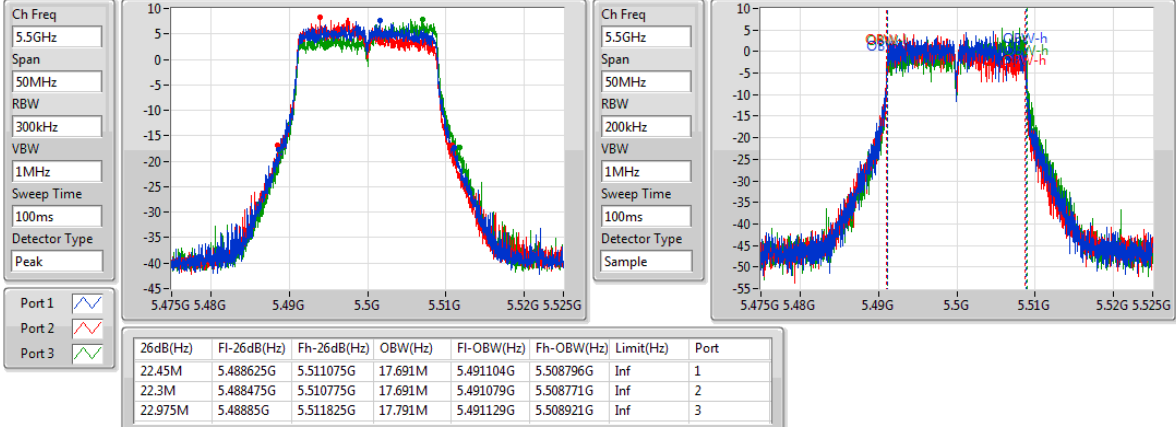 Ch Freq
5.5GHz
Span
50MHz
RBW
300kHz
VBW
1MHz
Sweep Time
100ms
Detector Type
Peak
Port 1
Port 2
Port 3
10
5
0
-5
-10
-15
-20
-25
-30
-35
-40
-45
5.475G 5.48G 5.49G 5.5G 5.51G 5.52G 5.525G
Ch Freq
5.5GHz
Span
50MHz
RBW
200kHz
VBW
1MHz
Sweep Time
100ms
Detector Type
Sample
10
5
0
-5
-10
-15
-20
-25
-30
-35
-40
-45
-50
-55
5.475G 5.48G 5.49G 5.5G 5.51G 5.52G 5.525G
26dB(Hz) Fl-26dB(Hz) Fh-26dB(Hz) OBW(Hz) Fl-OBW(Hz) Fh-OBW(Hz) Limit(Hz) Port
22.45M 5.488625G 5.511075G 17.691M 5.491104G 5.508796G Inf 1
22.3M 5.488475G 5.510775G 17.691M 5.491079G 5.508771G Inf 2
22.975M 5.48885G 5.511825G 17.791M 5.491129G 5.508921G Inf 3